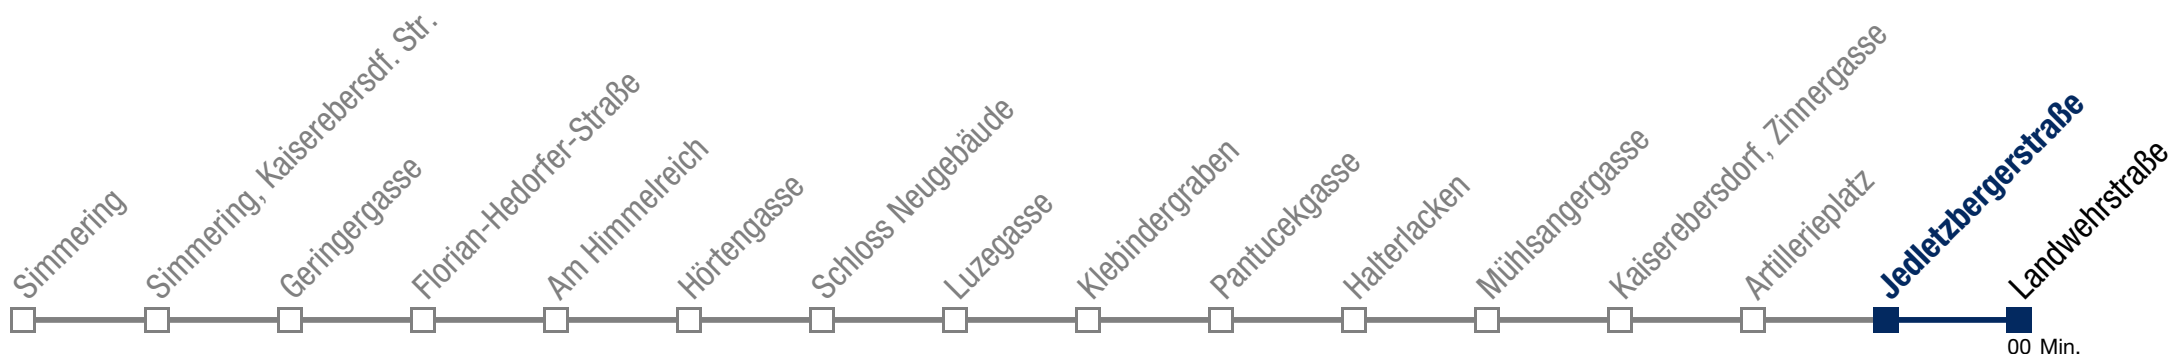 Simmering
Simmering, Kaiserebersdf. Str.
Geringergasse
Florian-Hedorfer-Straße
Am Himmelreich
Hörtengasse
Schloss Neugebäude
Luzegasse
Klebindergraben
Pantucekgasse
Halterlacken
Mühlsangergasse
Kaiserebersdorf, Zinnergasse
Artillerieplatz
Jedletzbergerstraße
Landwehrstraße
00 Min.